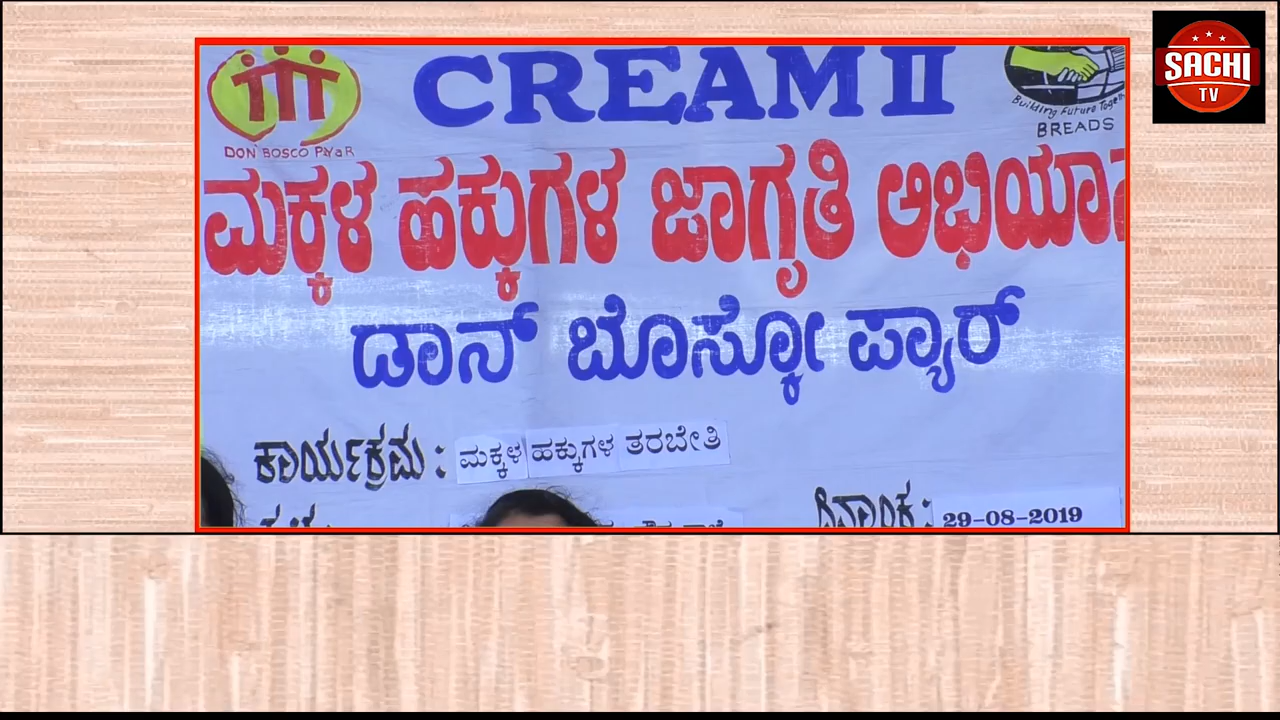 SACHI
TV
CREAM II
DON BOSCO PYaR
Building Future Togeth
BREADS
ಮಕ್ಕಳ ಹಕ್ಕುಗಳ ಜಾಗೃತಿ ಅಭಿಯಾನ
ಡಾನ್ ಬೊಸ್ಕೋ ಪ್ಯಾರ್
ಕಾರ್ಯಕ್ರಮ : ಮಕ್ಕಳ ಹಕ್ಕುಗಳ ತರಬೇತಿ
ದಿನಾಂಕ : 29-08-2019